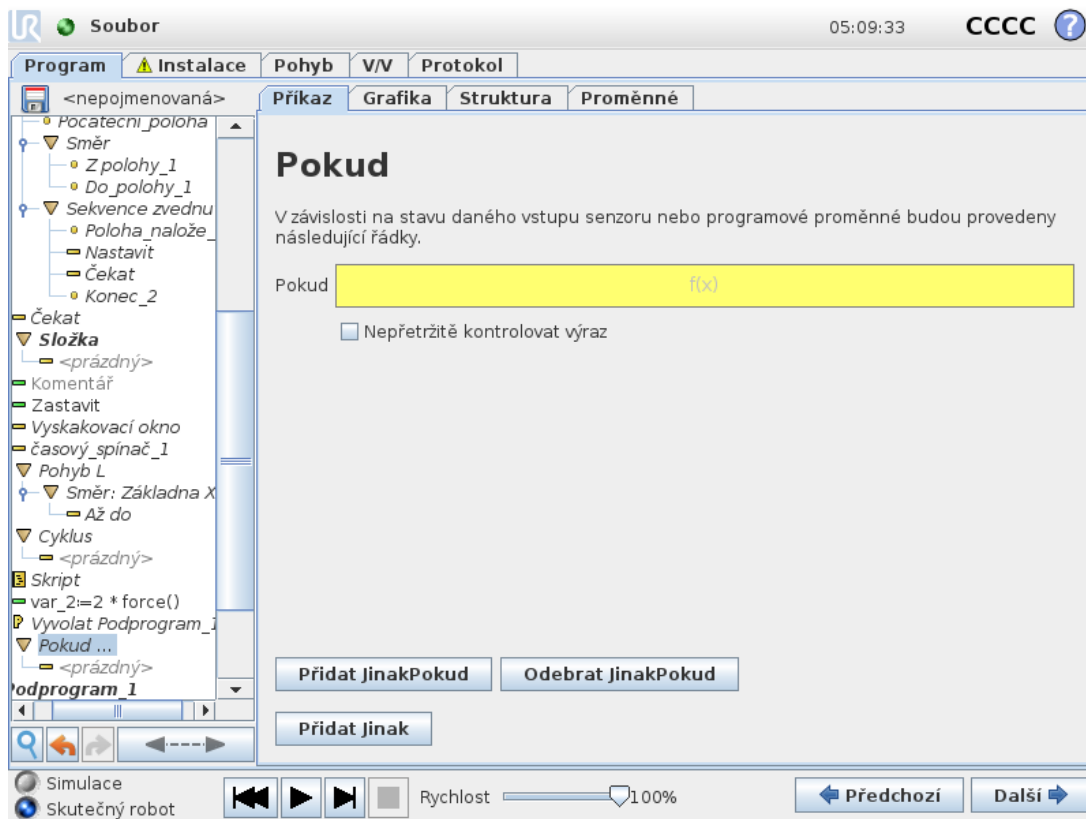 Soubor
05:09:33
CCCC
?
Program
Instalace
Pohyb
V/V
Protokol
<nepojmenovaná>
Příkaz
Grafika
Struktura
Proměnné
Pocatecni_poloha
Směr
Z polohy_1
Do_polohy_1
Sekvence zvednu
Poloha_nalože_
Nastavit
Čekat
Konec_2
Čekat
Složka
<prázdný>
Komentář
Zastavit
Vyskakovací okno
časový_spínač_1
Pohyb L
Směr: Základna X
Až do
Cyklus
<prázdný>
Skript
var_2:=2 * force()
Vyvolat Podprogram_1
Pokud ...
<prázdný>
Podprogram_1
Pokud
V závislosti na stavu daného vstupu senzoru nebo programové proměnné budou provedeny
následující řádky.
Pokud f(x)
Nepřetržitě kontrolovat výraz
Přidat JinakPokud
Odebrat JinakPokud
Přidat Jinak
Simulace
Skutečný robot
Rychlost 100%
Předchozí
Další